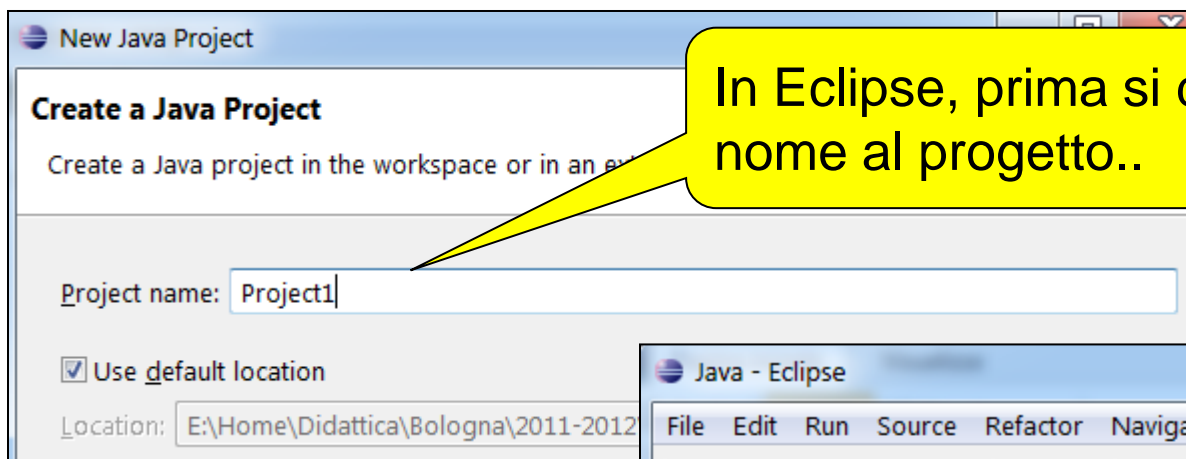 New Java Project
Create a Java Project
Create a Java project in the workspace or in an
In Eclipse, prima si
nome al progetto..
Project name: Project1
Use default location
Location: E:\Home\Didattica\Bologna\2011-2012
Java - Eclipse
File Edit Run Source Refactor Naviga